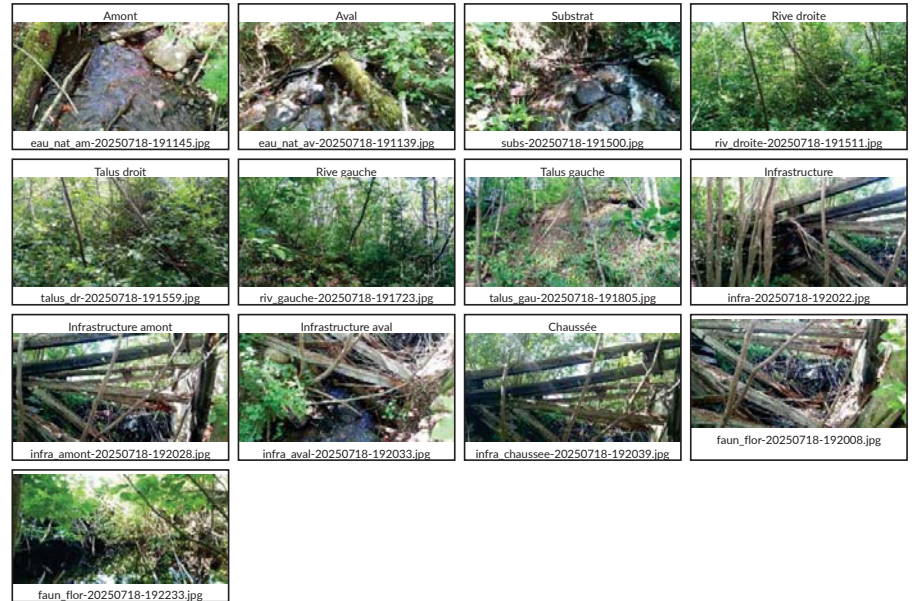 Amont
eau_nat_am-20250718-191145.jpg
Aval
eau_nat_av-20250718-191139.jpg
Substrat
subs-20250718-191500.jpg
Rive droite
riv_droite-20250718-191511.jpg
Talus droit
talus_dr-20250718-191559.jpg
Rive gauche
riv_gauche-20250718-191723.jpg
Talus gauche
talus_gau-20250718-191805.jpg
Infrastructure
infra-20250718-192022.jpg
Infrastructure amont
infra_amont-20250718-192028.jpg
Infrastructure aval
infra_aval-20250718-192033.jpg
Chaussée
infra_chaussee-20250718-192039.jpg
faun_flor-20250718-192008.jpg
faun_flor-20250718-192233.jpg